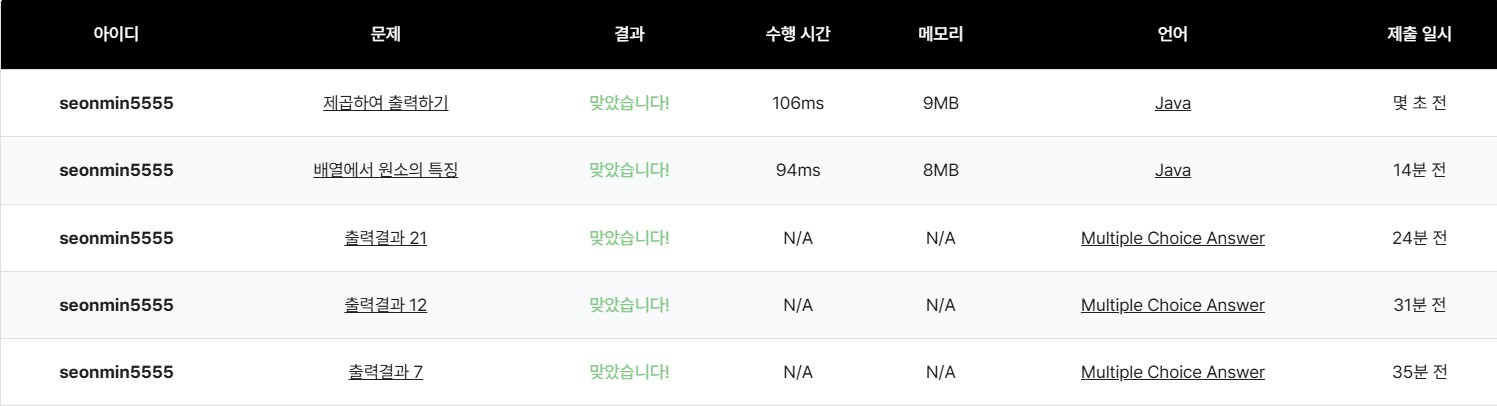 아이디 문제 결과 수행 시간 메모리 언어 제출 일시
seonmin5555 제곱하여 출력하기 맞았습니다! 106ms 9MB Java 몇 초 전
seonmin5555 배열에서 원소의 특징 맞았습니다! 94ms 8MB Java 14분 전
seonmin5555 출력결과 21 맞았습니다! N/A N/A Multiple Choice Answer 24분 전
seonmin5555 출력결과 12 맞았습니다! N/A N/A Multiple Choice Answer 31분 전
seonmin5555 출력결과 7 맞았습니다! N/A N/A Multiple Choice Answer 35분 전